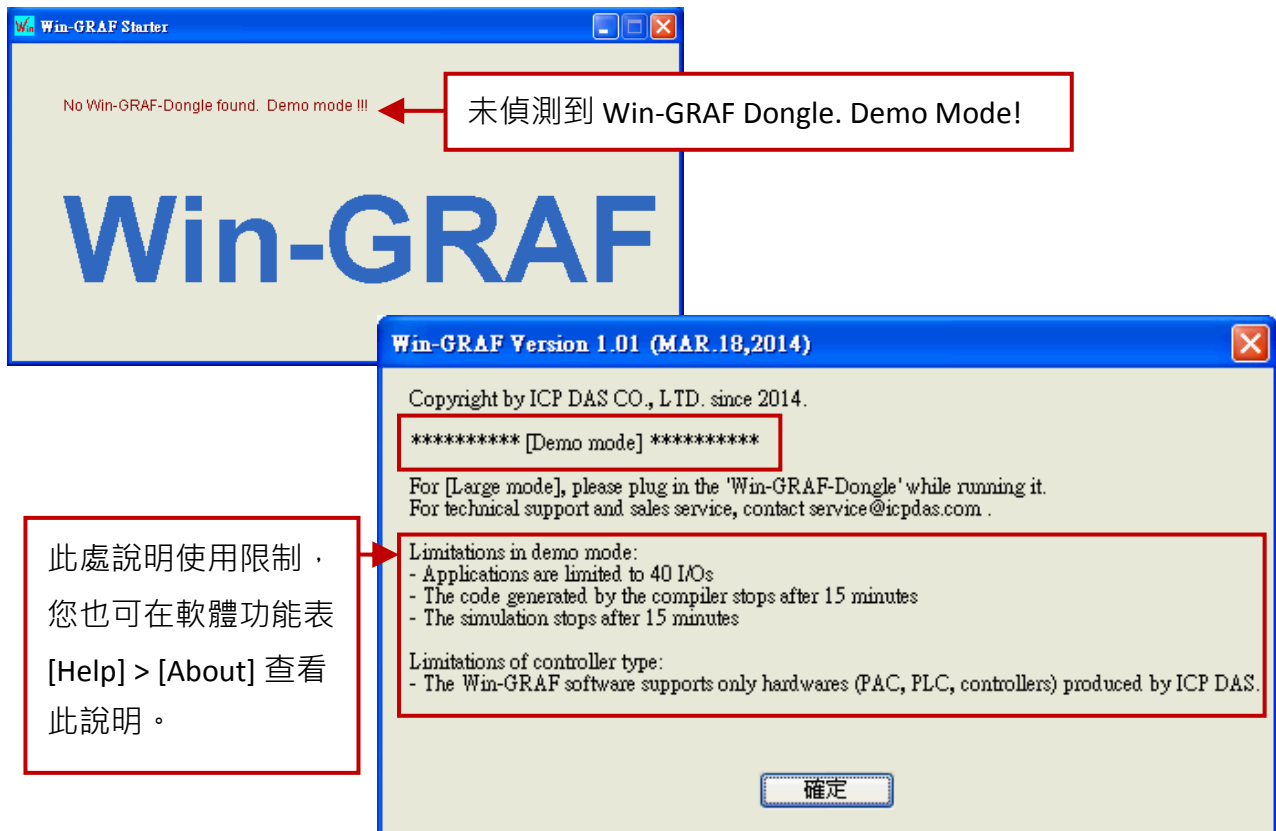 Win-GRAF Starter
No Win-GRAF-Dongle found. Demo mode !!!
未偵測到 Win-GRAF Dongle. Demo Mode!
Win-GRAF
Win-GRAF Version 1.01 (MAR.18,2014)
Copyright by ICP DAS CO., LTD. since 2014.
********** [Demo mode] **********
For [Large mode], please plug in the 'Win-GRAF-Dongle' while running it.
For technical support and sales service, contact service@icpdas.com .
此處說明使用限制，
您也可在軟體功能表
[Help] > [About] 查看
此說明。
Limitations in demo mode:
- Applications are limited to 40 I/Os
- The code generated by the compiler stops after 15 minutes
- The simulation stops after 15 minutes
Limitations of controller type:
- The Win-GRAF software supports only hardwares (PAC, PLC, controllers) produced by ICP DAS.
確定